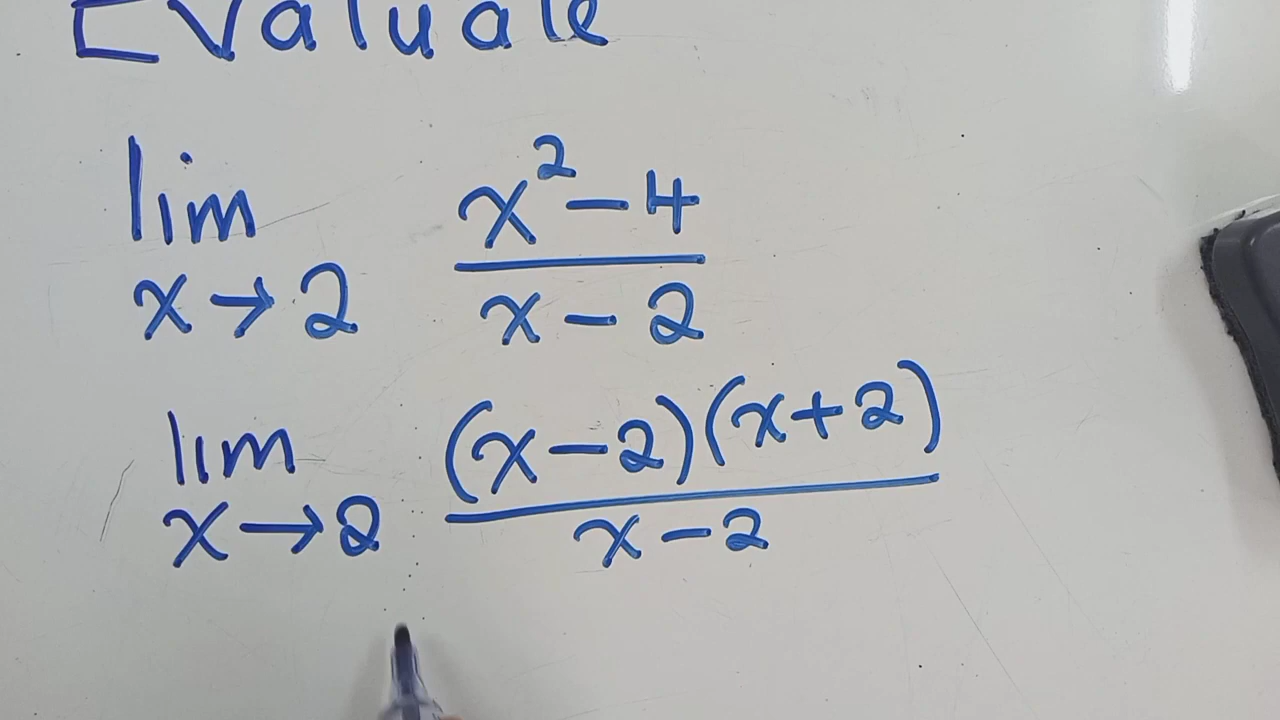 Evaluate
lim x→2 x²-4 / x-2
lim x→2 (x-2)(x+2) / x-2